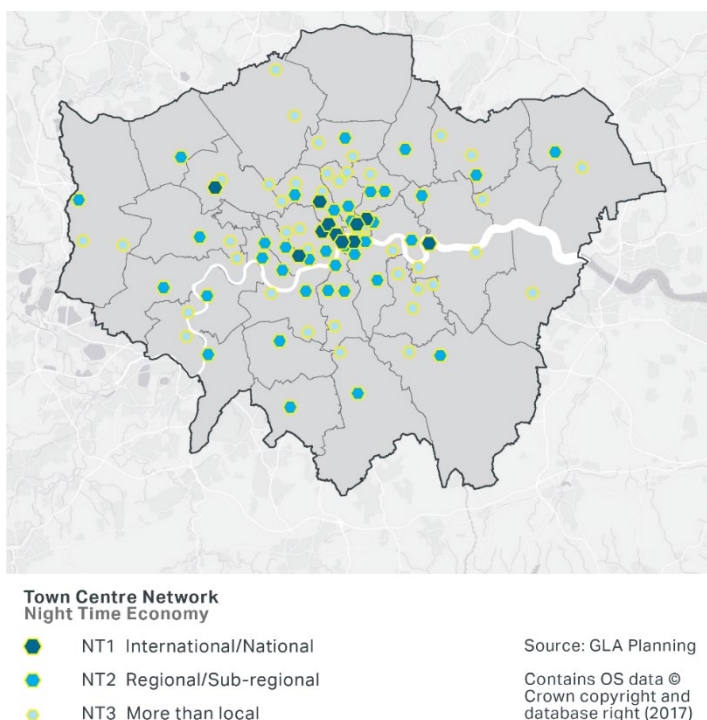 Town Centre Network
Night Time Economy
NT1 International/National
NT2 Regional/Sub-regional
NT3 More than local
Source: GLA Planning
Contains OS data ©
Crown copyright and
database right (2017)